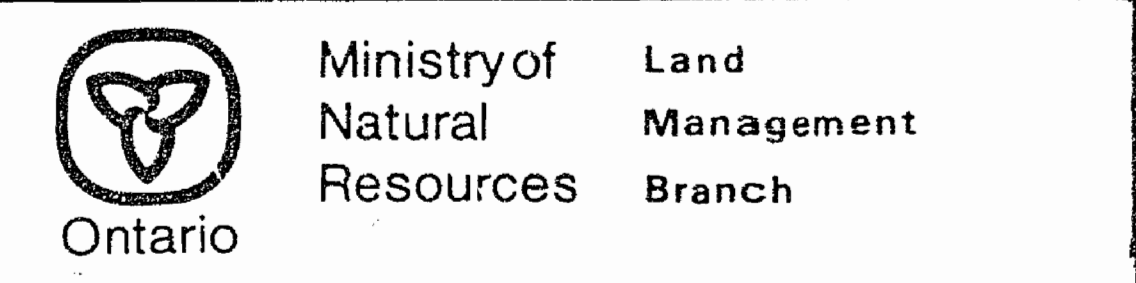 Ministry of
Natural
Resources
Land
Management
Branch
Ontario